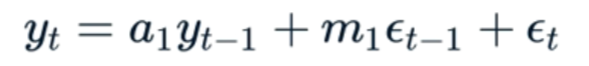 yₜ = a₁yₜ₋₁ + m₁ϵₜ₋₁ + ϵₜ